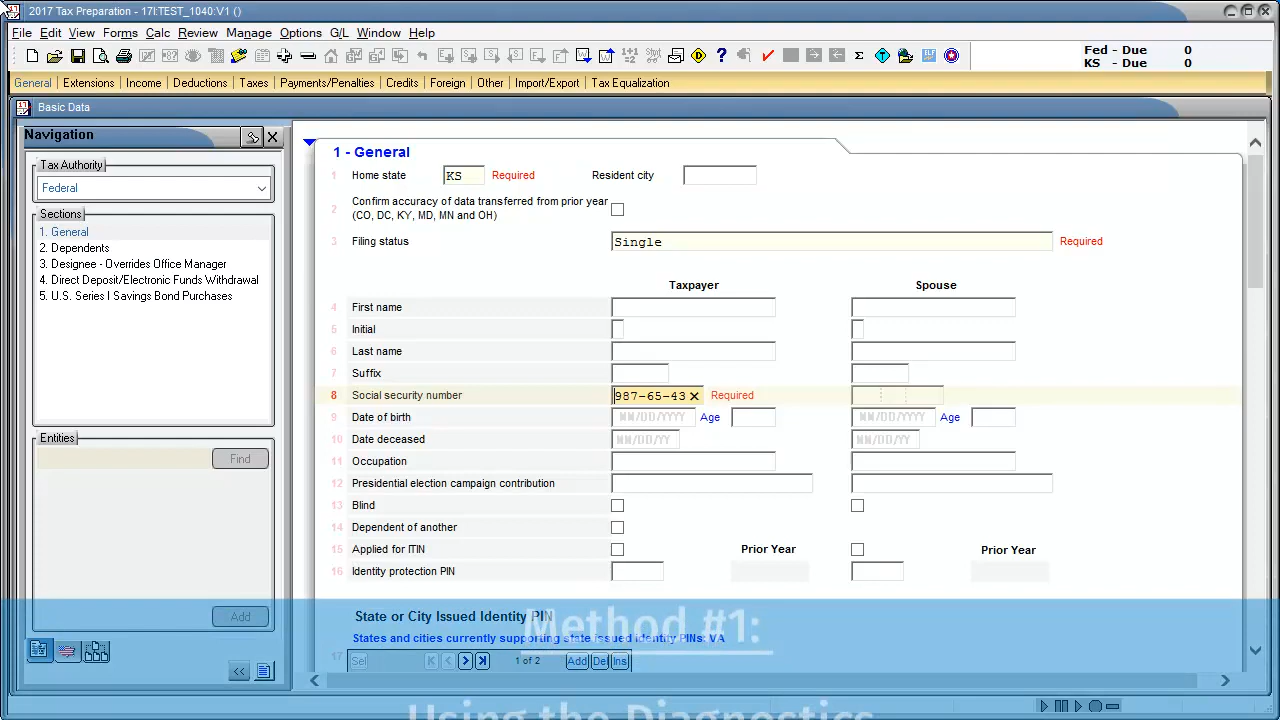 2017 Tax Preparation - 17I:TEST_1040:V1 ()
File Edit View Forms Calc Review Manage Options G/L Window Help
Fed - Due 0
KS - Due 0
General Extensions Income Deductions Taxes Payments/Penalties Credits Foreign Other Import/Export Tax Equalization
Basic Data
Navigation
Tax Authority
Federal
Sections
1. General
2. Dependents
3. Designee - Overrides Office Manager
4. Direct Deposit/Electronic Funds Withdrawal
5. U.S. Series I Savings Bond Purchases
Entities
Find
Add
1 - General
1 Home state KS Required Resident city
2 Confirm accuracy of data transferred from prior year
(CO, DC, KY, MD, MN and OH)
3 Filing status Single Required
Taxpayer Spouse
4 First name
5 Initial
6 Last name
7 Suffix
8 Social security number 987-65-43 Required
9 Date of birth MM/DD/YYYY Age MM/DD/YYYY Age
10 Date deceased MM/DD/YY MM/DD/YY
11 Occupation
12 Presidential election campaign contribution
13 Blind
14 Dependent of another
15 Applied for ITIN Prior Year Prior Year
16 Identity protection PIN
State or City Issued Identity PIN
States and cities currently supporting state issued identity PINs: VA
17 Sel 1 of 2 Add Del Ins
Method #1:
Using the Diagnostics